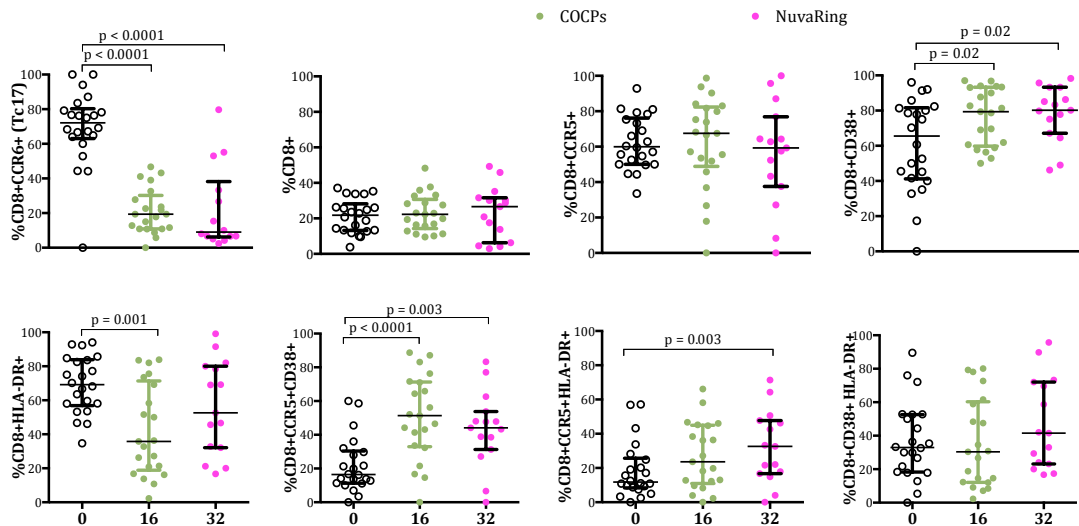 COCPs NuvaRing
p < 0.0001
p < 0.0001
%CD8+CCR6+ (Tc17)
100
80
60
40
20
0
%CD8+
100
80
60
40
20
0
%CD8+CCR5+
100
80
60
40
20
0
p = 0.02
p = 0.02
%CD8+CD38+
100
80
60
40
20
0
p = 0.001
%CD8+HLA-DR+
100
80
60
40
20
0
0 16 32
p = 0.003
p < 0.0001
%CD8+CCR5+CD38+
100
80
60
40
20
0
0 16 32
p = 0.003
%CD8+CCR5+HLA-DR+
100
80
60
40
20
0
0 16 32
%CD8+CD38+ HLA-DR+
100
80
60
40
20
0
0 16 32